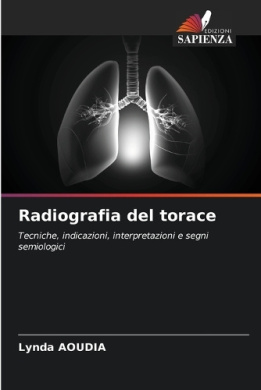 EDIZIONI
SAPIENZA
Radiografia del torace
Tecniche, indicazioni, interpretazioni e segni
semiologici
Lynda AOUDIA